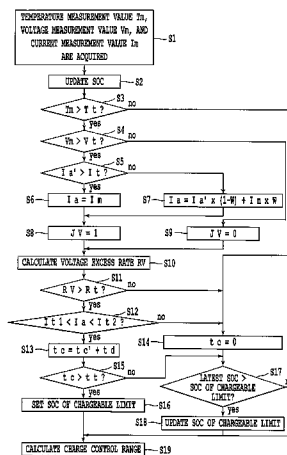 TEMPERATURE MEASUREMENT VALUE Tm,
VOLTAGE MEASUREMENT VALUE Vm, AND
CURRENT MEASUREMENT VALUE Im
ARE ACQUIRED
S1
UPDATE SOC
S2
S3
Tm>Tt?
no
yes
S4
Vm>Vt?
no
yes
S5
Ia'>It?
no
yes
S6
Ia=Im
S7
Ia=Ia'x(1-W)+ImxW
S8
JV=1
S9
JV=0
CALCULATE VOLTAGE EXCESS RATE RV
S10
S11
RV>Rt?
no
yes
S12
It1<Ia<It2?
no
yes
S13
tc=tc'+td
S14
tc=0
S15
tc>tt?
no
yes
S17
LATEST SOC >
SOC OF CHARGEABLE
LIMIT?
no
yes
SET SOC OF CHARGEABLE LIMIT
S16
S18
UPDATE SOC OF CHARGEABLE LIMIT
CALCULATE CHARGE CONTROL RANGE
S19